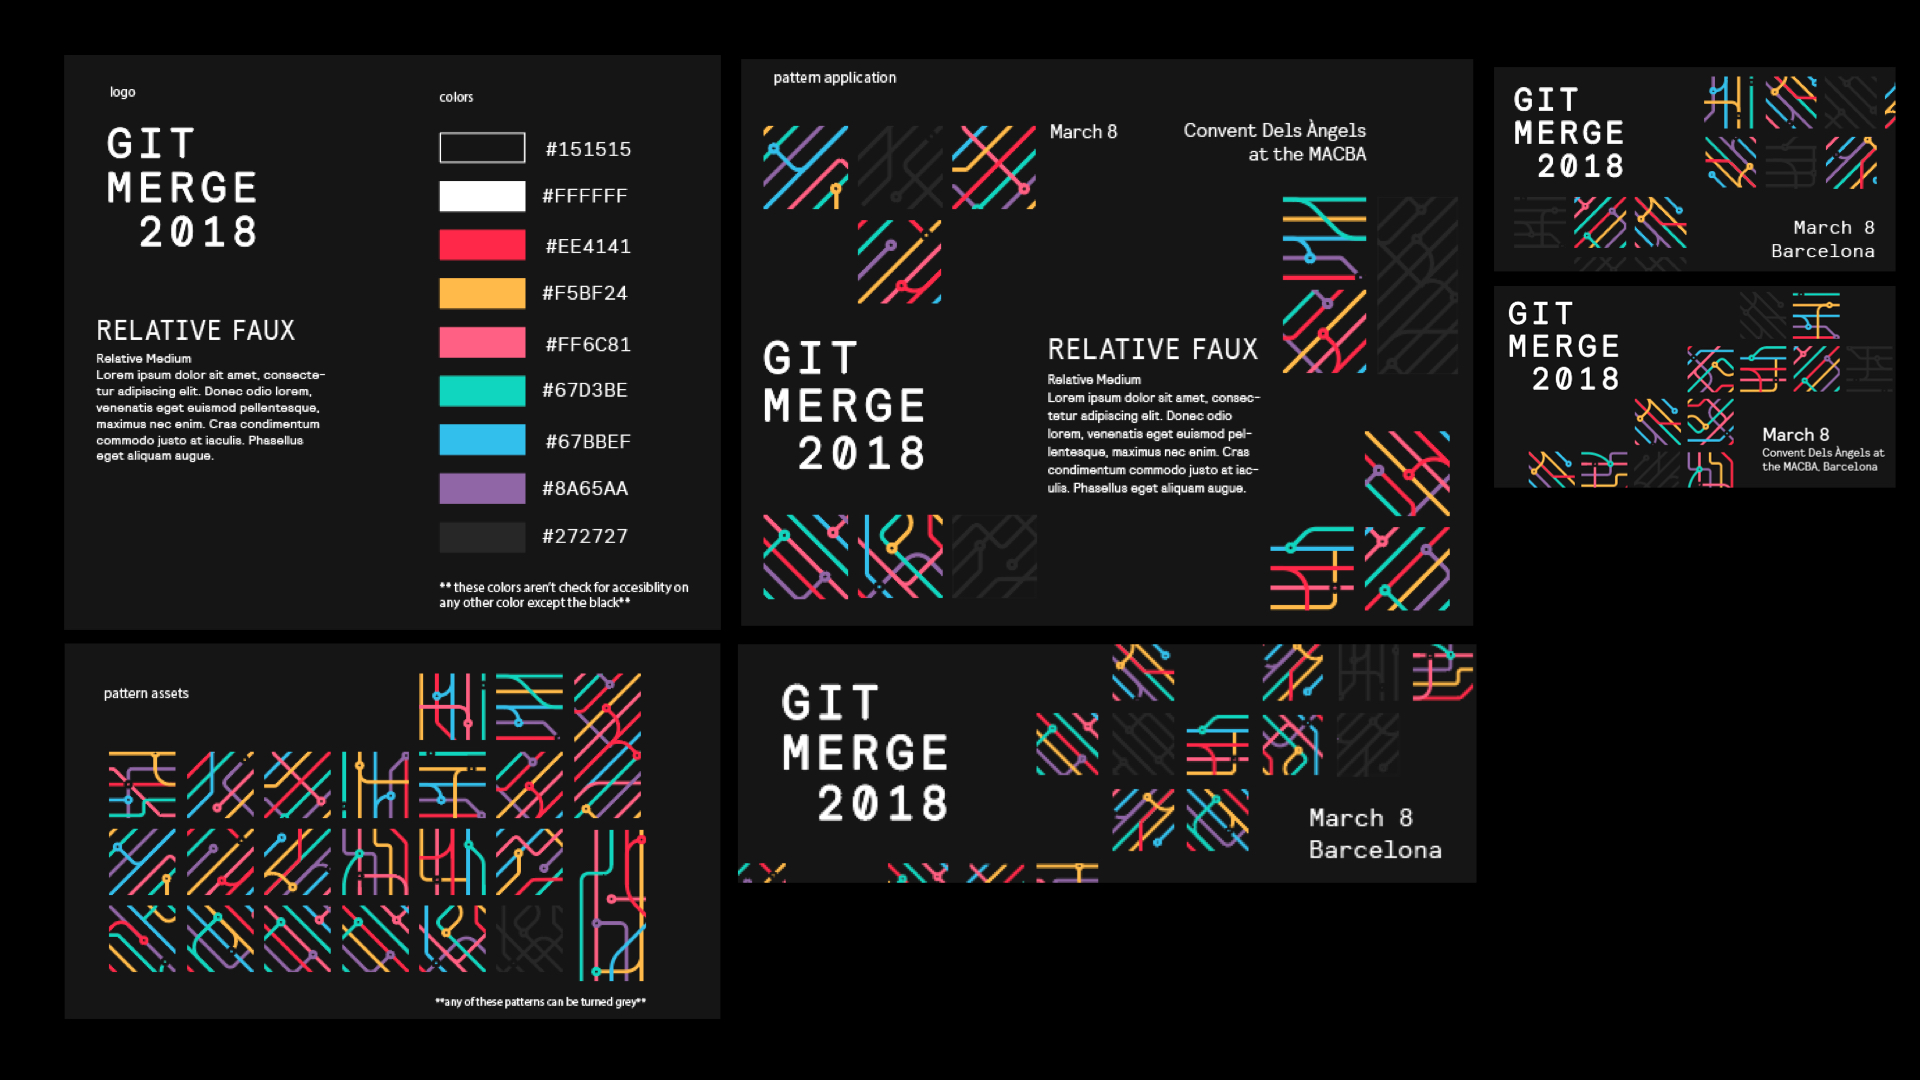 logo
GIT
MERGE
2018
RELATIVE FAUX
Relative Medium
Lorem ipsum dolor sit amet, consecte-
tur adipiscing elit. Donec odio lorem,
venenatis eget euismod pellentesque,
maximus nec enim. Cras condimentum
commodo justo at iaculis. Phasellus
eget aliquam augue.
colors
#151515
#FFFFFF
#EE4141
#F5BF24
#FF6C81
#67D3BE
#67BBEF
#8A65AA
#272727
** these colors aren't check for accesiblity on
any other color except the black**
pattern application
March 8
Convent Dels Àngels
at the MACBA
GIT
MERGE
2018
RELATIVE FAUX
Relative Medium
Lorem ipsum dolor sit amet, consec-
tetur adipiscing elit. Donec odio
lorem, venenatis eget euismod pel-
lentesque, maximus nec enim. Cras
condimentum commodo justo at iac-
ulis. Phasellus eget aliquam augue.
GIT
MERGE
2018
March 8
Barcelona
GIT
MERGE
2018
March 8
Convent Dels Àngels at
the MACBA, Barcelona
pattern assets
**any of these patterns can be turned grey**
GIT
MERGE
2018
March 8
Barcelona